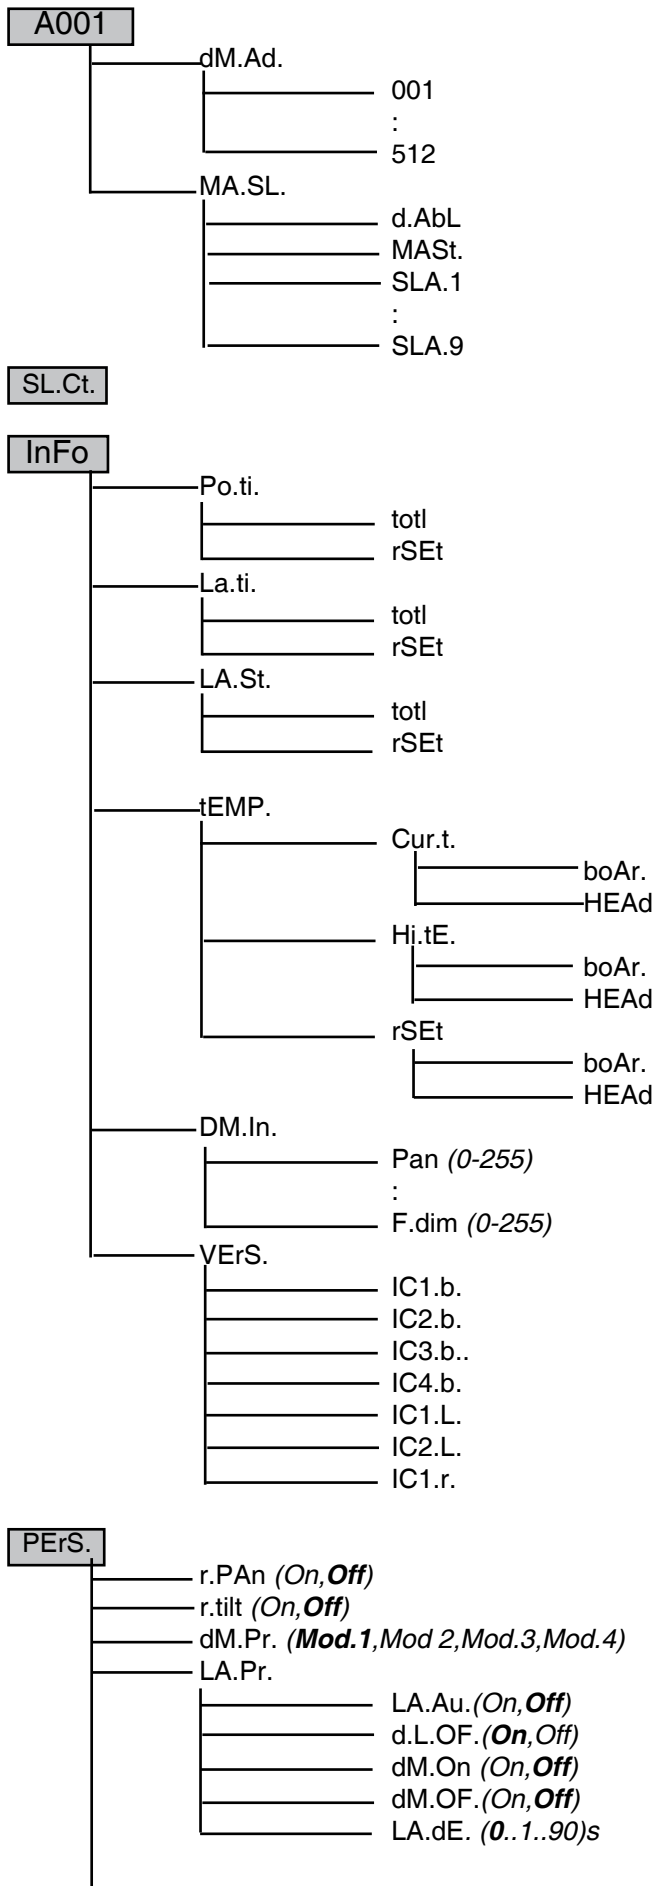 A001
dM.Ad.
001
:
512
MA.SL.
d.AbL
MASt.
SLA.1
:
SLA.9
SL.Ct.
InFo
Po.ti.
totl
rSEt
La.ti.
totl
rSEt
LA.St.
totl
rSEt
tEMP.
Cur.t.
boAr.
HEAd
Hi.tE.
boAr.
HEAd
rSEt
boAr.
HEAd
DM.In.
Pan (0-255)
:
F.dim (0-255)
VErS.
IC1.b.
IC2.b.
IC3.b..
IC4.b.
IC1.L.
IC2.L.
IC1.r.
PErS.
r.PAn (On,Off)
r.tilt (On,Off)
dM.Pr. (Mod.1,Mod 2,Mod.3,Mod.4)
LA.Pr.
LA.Au.(On,Off)
d.L.OF.(On,Off)
dM.On (On,Off)
dM.OF.(On,Off)
LA.dE. (0..1..90)s